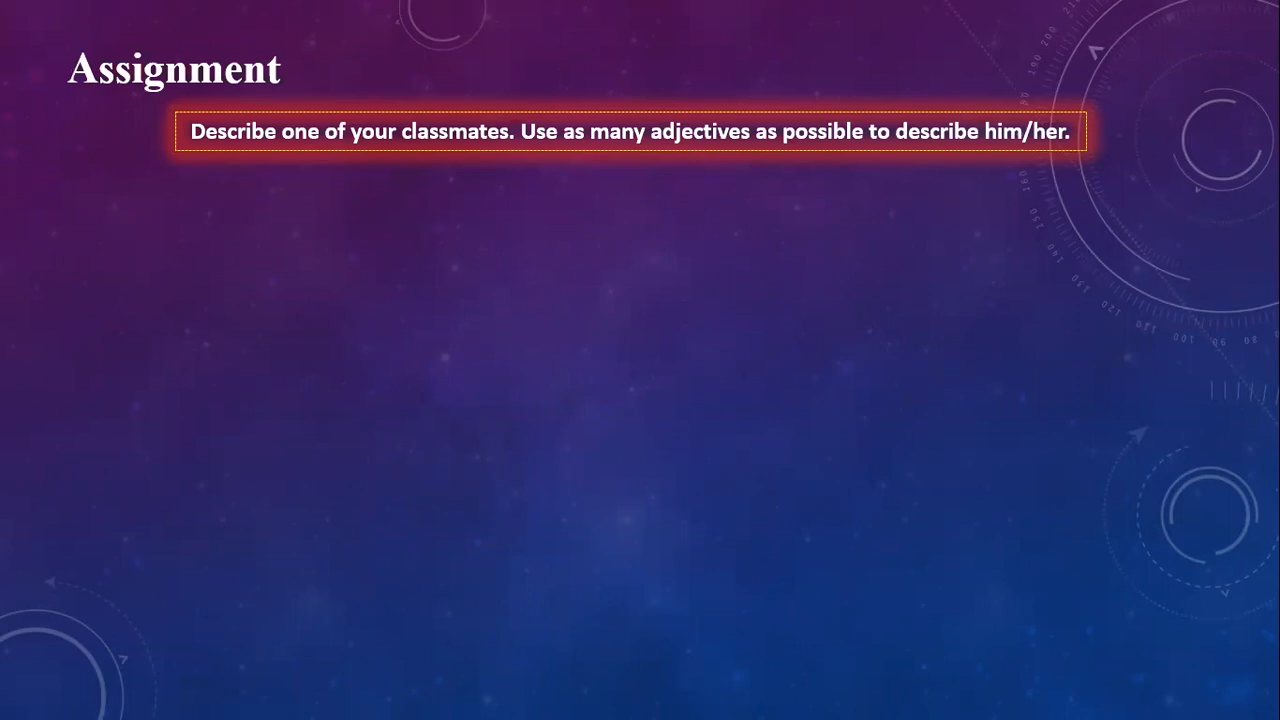 Assignment
Describe one of your classmates. Use as many adjectives as possible to describe him/her.